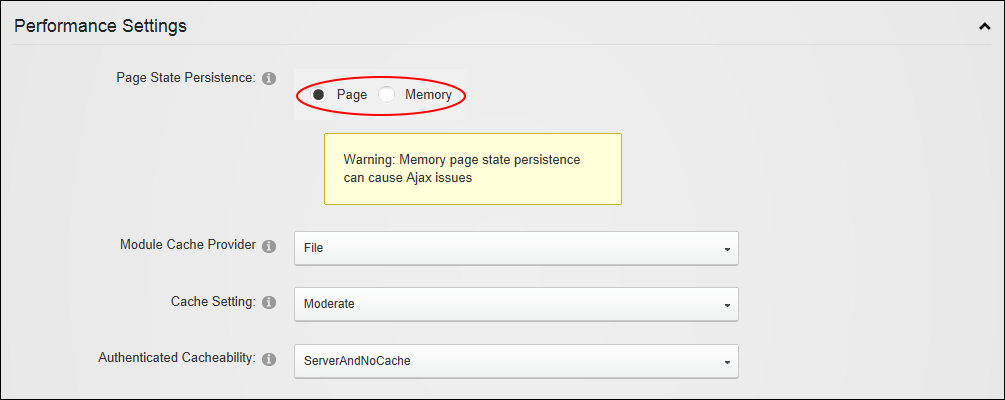 Performance Settings
Page State Persistence:
Page Memory
Warning: Memory page state persistence
can cause Ajax issues
Module Cache Provider
File
Cache Setting:
Moderate
Authenticated Cacheability:
ServerAndNoCache